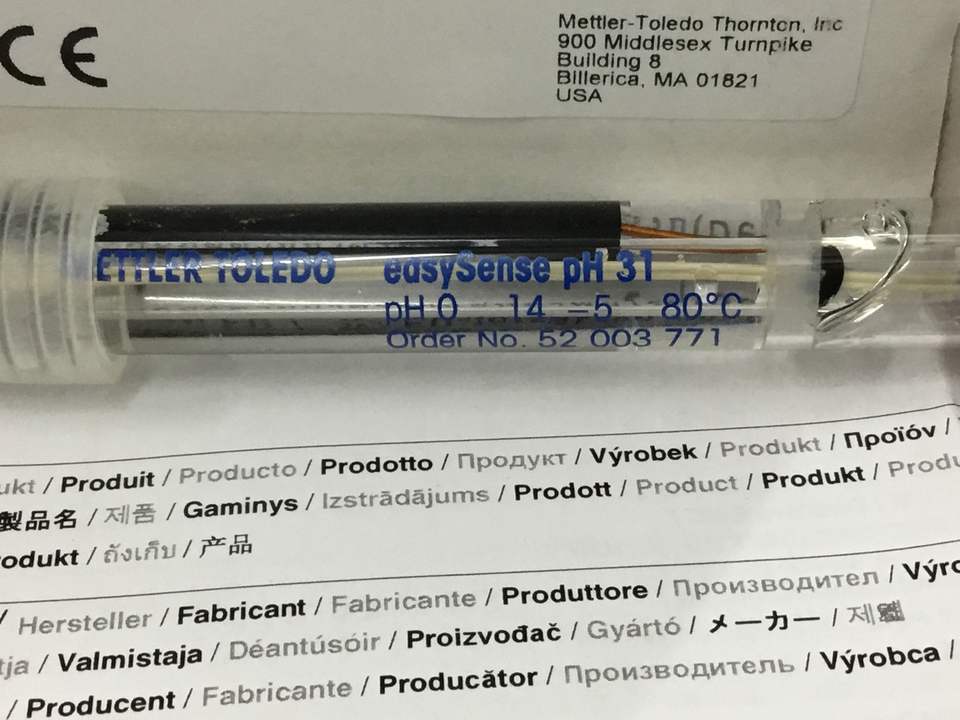 CE
Mettler-Toledo Thornton, Inc
900 Middlesex Turnpike
Building 8
Billerica, MA 01821
USA
ETTLER TOLEDO easySense pH 31
pH 0 14 -5 80°C
Order No. 52 003 771
ukt / Produit / Producto / Prodotto / Продукт / Výrobek / Produkt / Προϊόν /
製品名 / 제품 / Gaminys / Izstrādājums / Prodott / Product / Produkt / Produ
rodukt / ถังเก็บ / 产品
/ Hersteller / Fabricant / Fabricante / Produttore / Производител / Výro
tja / Valmistaja / Déantúsóir / Proizvođač / Gyártó / メーカー /
/ Producent / Fabricante / Producător / Производитель / Výrobca /